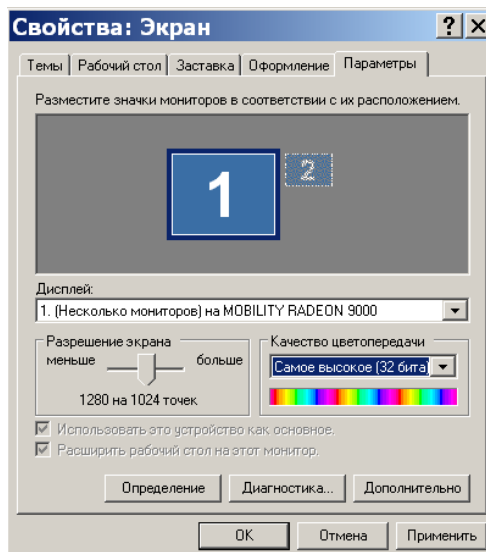 Свойства: Экран
Темы Рабочий стол Заставка Оформление Параметры
Разместите значки мониторов в соответствии с их расположением.
1 2
Дисплей:
1. (Несколько мониторов) на MOBILITY RADEON 9000
Разрешение экрана
меньше больше
1280 на 1024 точек
Качество цветопередачи
Самое высокое (32 бита)
Использовать это устройство как основное.
Расширить рабочий стол на этот монитор.
Определение Диагностика... Дополнительно
OK Отмена Применить